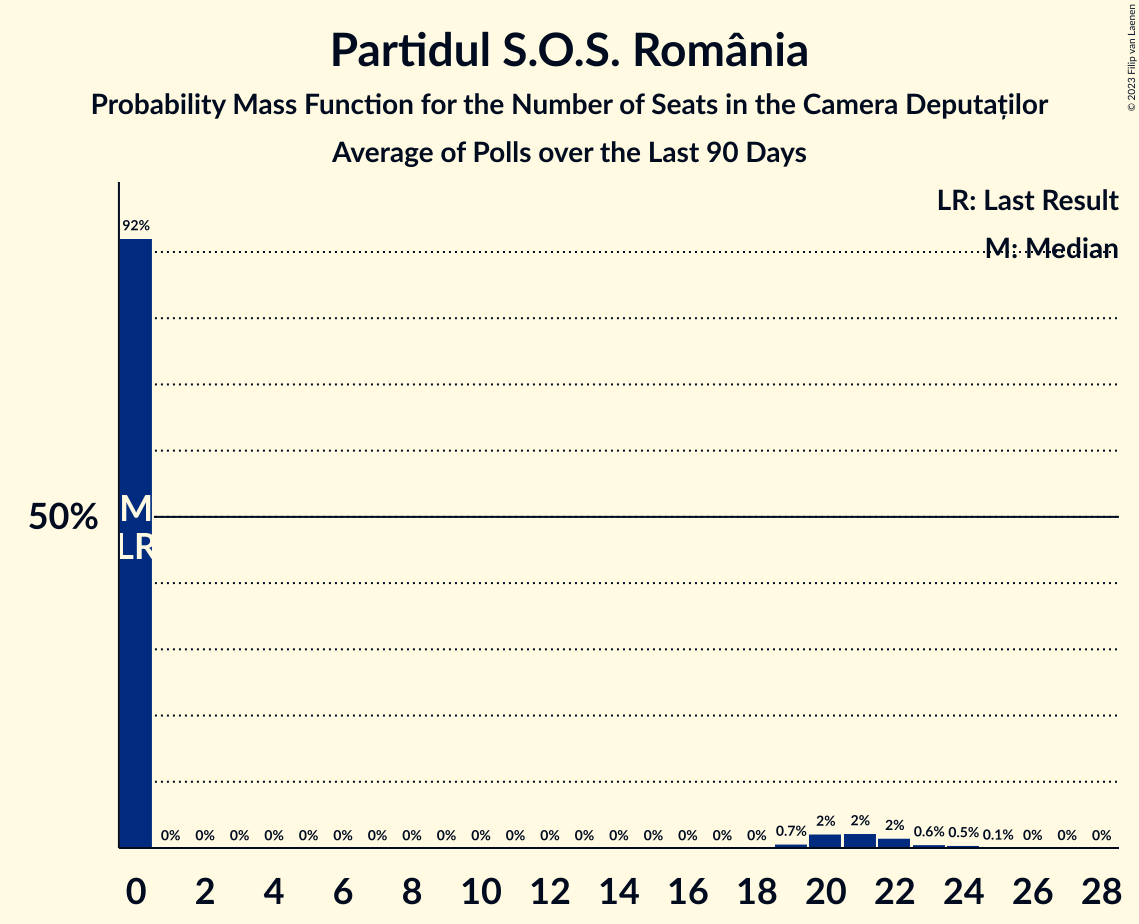 Partidul S.O.S. România
Probability Mass Function for the Number of Seats in the Camera Deputaților
Average of Polls over the Last 90 Days
© 2023 Filip van Laenen
LR: Last Result
M: Median
92%
50%
M
LR
0% 0% 0% 0% 0% 0% 0% 0% 0% 0% 0% 0% 0% 0% 0% 0% 0% 0% 0.7% 2% 2% 2% 0.6% 0.5% 0.1% 0% 0% 0%
0 2 4 6 8 10 12 14 16 18 20 22 24 26 28